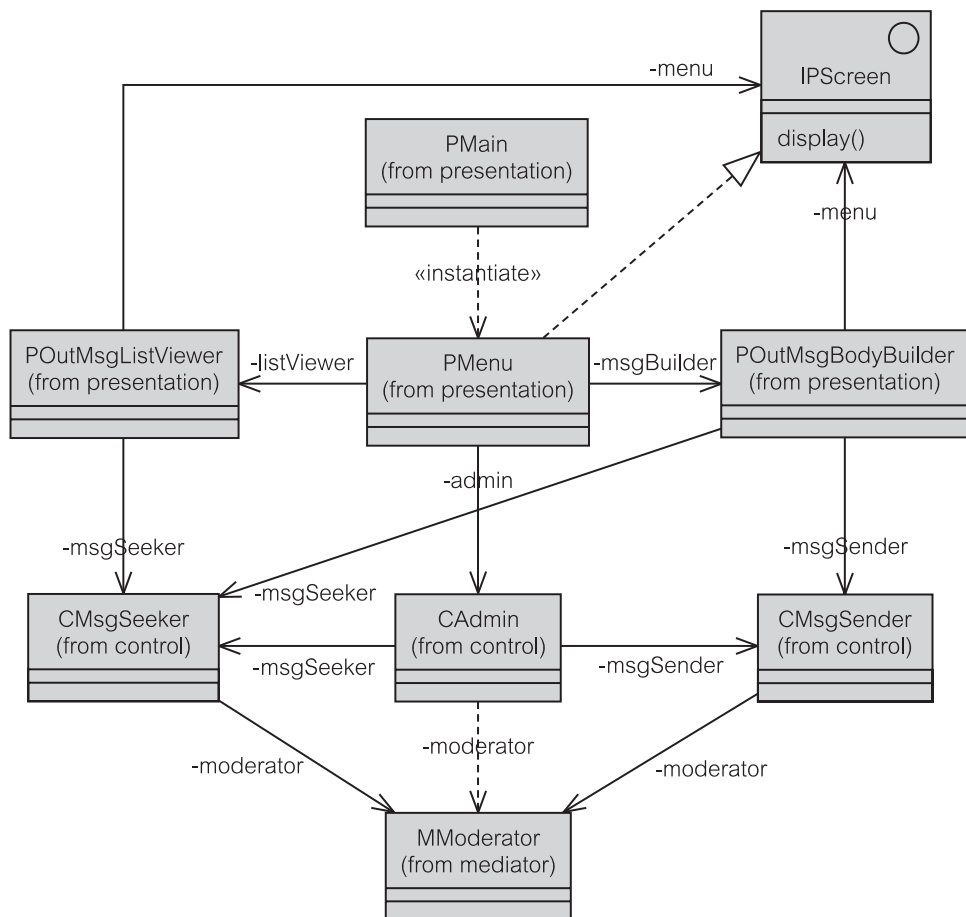 -menu
IPScreen
display()
PMain
(from presentation)
-menu
«instantiate»
POutMsgListViewer
(from presentation)
-listViewer
PMenu
(from presentation)
-msgBuilder
POutMsgBodyBuilder
(from presentation)
-admin
-msgSeeker
-msgSender
-msgSeeker
CMsgSeeker
(from control)
CAdmin
(from control)
CMsgSender
(from control)
-msgSeeker
-msgSender
-moderator
-moderator
-moderator
MModerator
(from mediator)